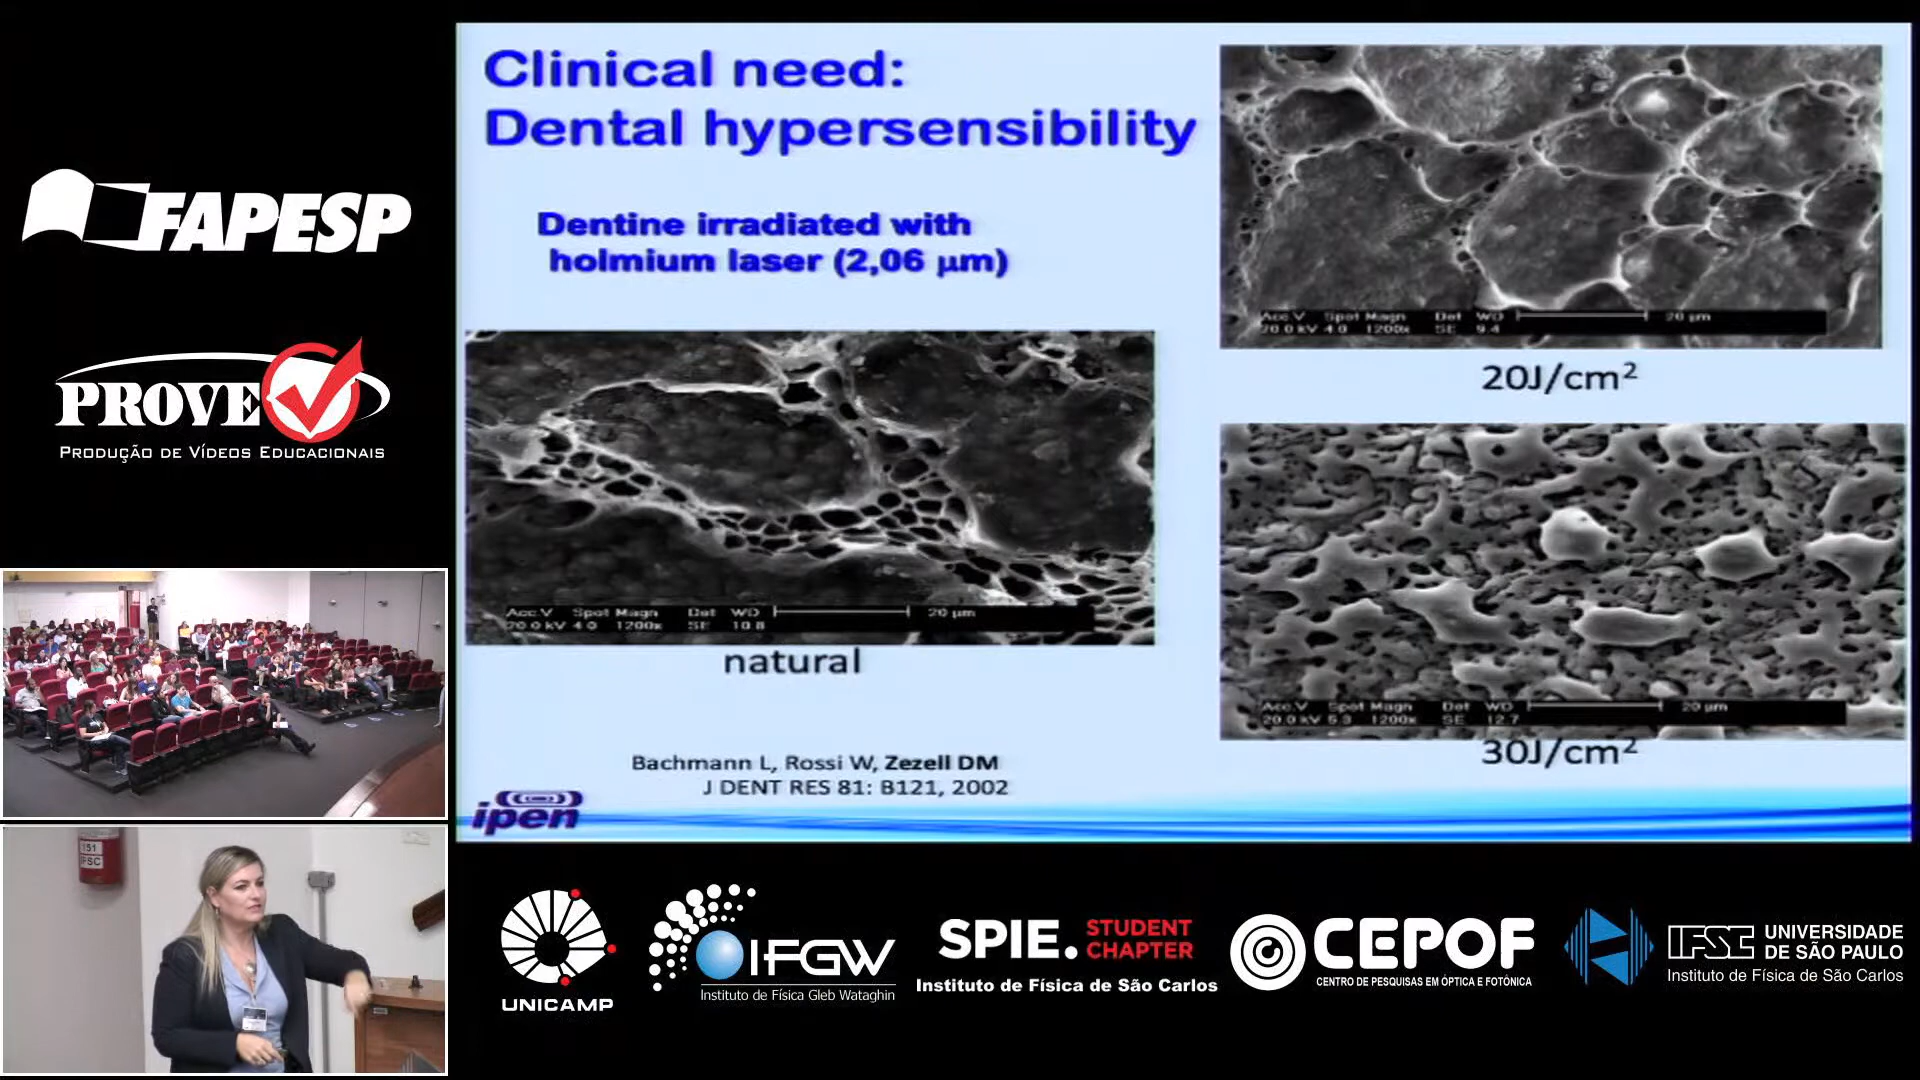 Clinical need:
Dental hypersensibility
Dentine irradiated with
holmium laser (2,06 µm)
Acc.V Spot Magn Det WD 20 µm
20.0 kV 4.0 1200x SE 9.4
20J/cm²
Acc.V Spot Magn Det WD 20 µm
20.0 kV 4.0 1200x SE 10.8
natural
Acc.V Spot Magn Det WD 20 µm
20.0 kV 5.3 1200x SE 12.7
30J/cm²
Bachmann L, Rossi W, Zezell DM
J DENT RES 81: B121, 2002
ipen
FAPESP
PROVE
PRODUÇÃO DE VÍDEOS EDUCACIONAIS
151
IFSC
UNICAMP
IFGW
Instituto de Física Gleb Wataghin
SPIE. STUDENT
CHAPTER
Instituto de Física de São Carlos
CEPOF
CENTRO DE PESQUISAS EM ÓPTICA E FOTÔNICA
IFSC UNIVERSIDADE
DE SÃO PAULO
Instituto de Física de São Carlos